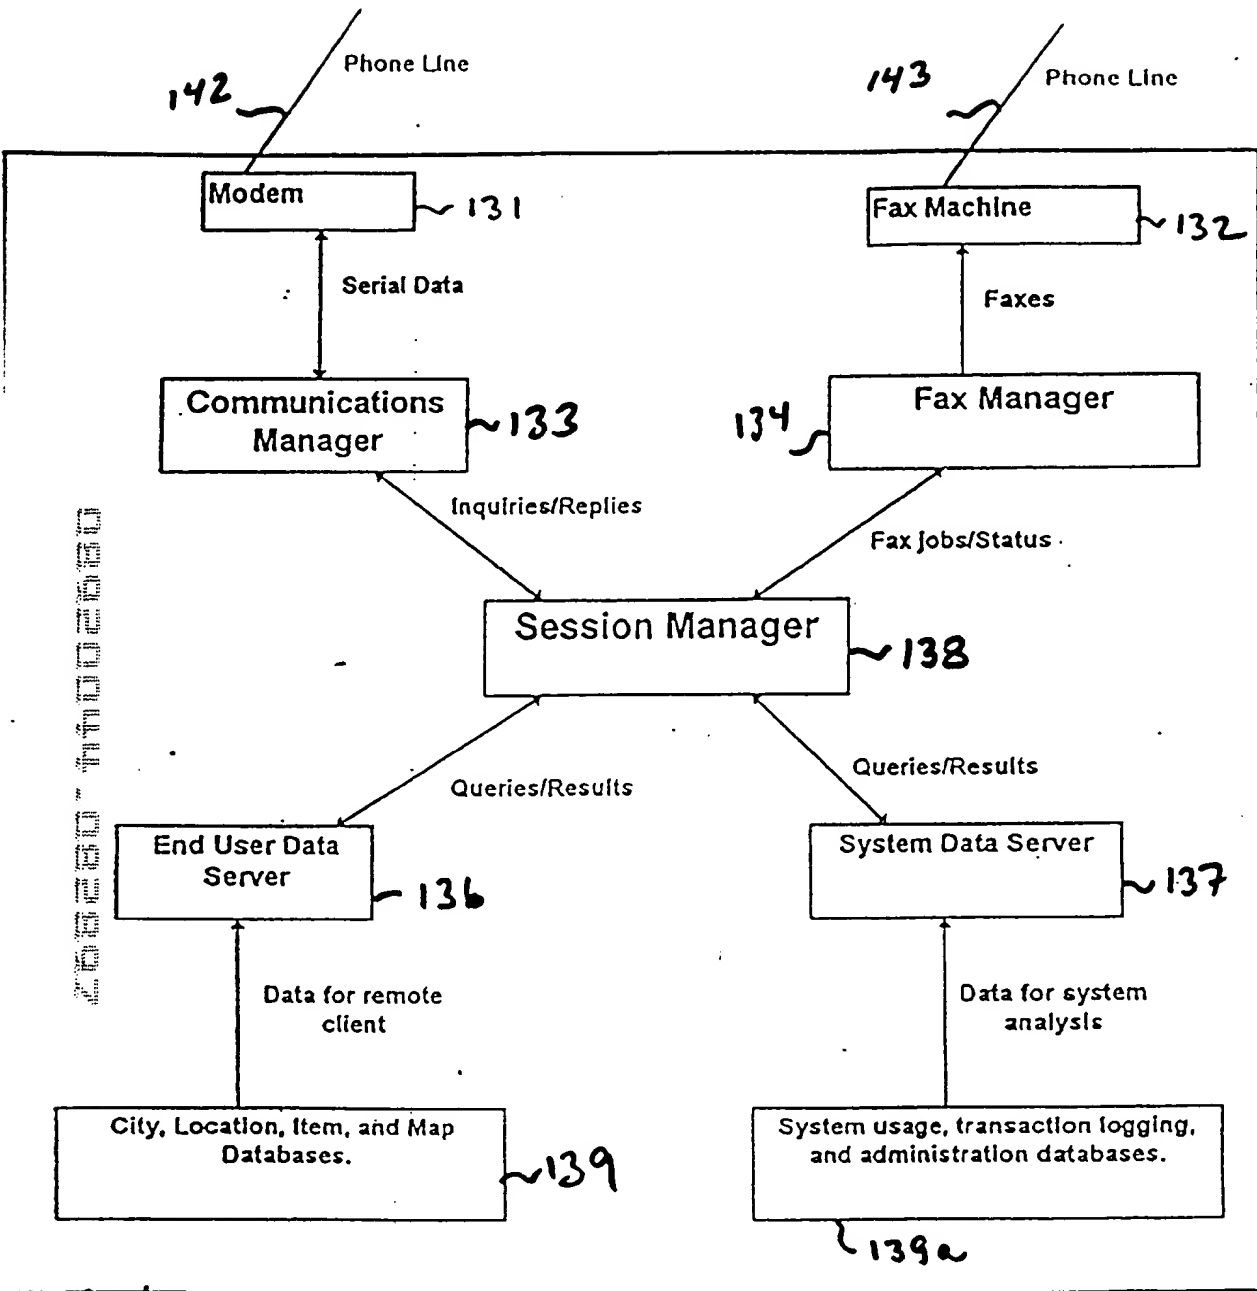 Phone Line
142
143
Phone Line
Modem
131
Fax Machine
132
Serial Data
Faxes
Communications
Manager
133
134
Fax Manager
Inquiries/Replies
Fax jobs/Status
Session Manager
138
Queries/Results
Queries/Results
End User Data
Server
136
System Data Server
137
Data for remote
client
Data for system
analysis
City, Location, Item, and Map
Databases.
139
System usage, transaction logging,
and administration databases.
139a